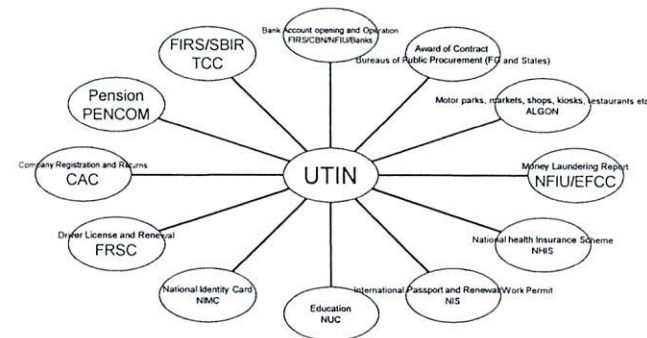 Bank Account opening and Operation
FIRS/CBN/NFIU/Banks
Award of Contract
Bureaus of Public Procurement (FG and States)
Motor parks, markets, shops, kiosks, restaurants etc
ALGON
Money Laundering Report
NFIU/EFCC
National health Insurance Scheme
NHIS
International Passport and Renewal/Work Permit
NIS
Education
NUC
National Identity Card
NIMC
Driver License and Renewal
FRSC
Company Registration and Returns
CAC
Pension
PENCOM
FIRS/SBIR
TCC
UTIN